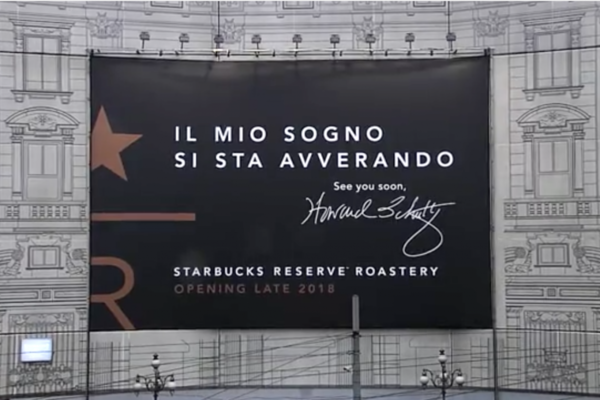 IL MIO SOGNO
SI STA AVVERANDO
See you soon,
Howard Schultz
R
STARBUCKS RESERVE® ROASTERY
OPENING LATE 2018